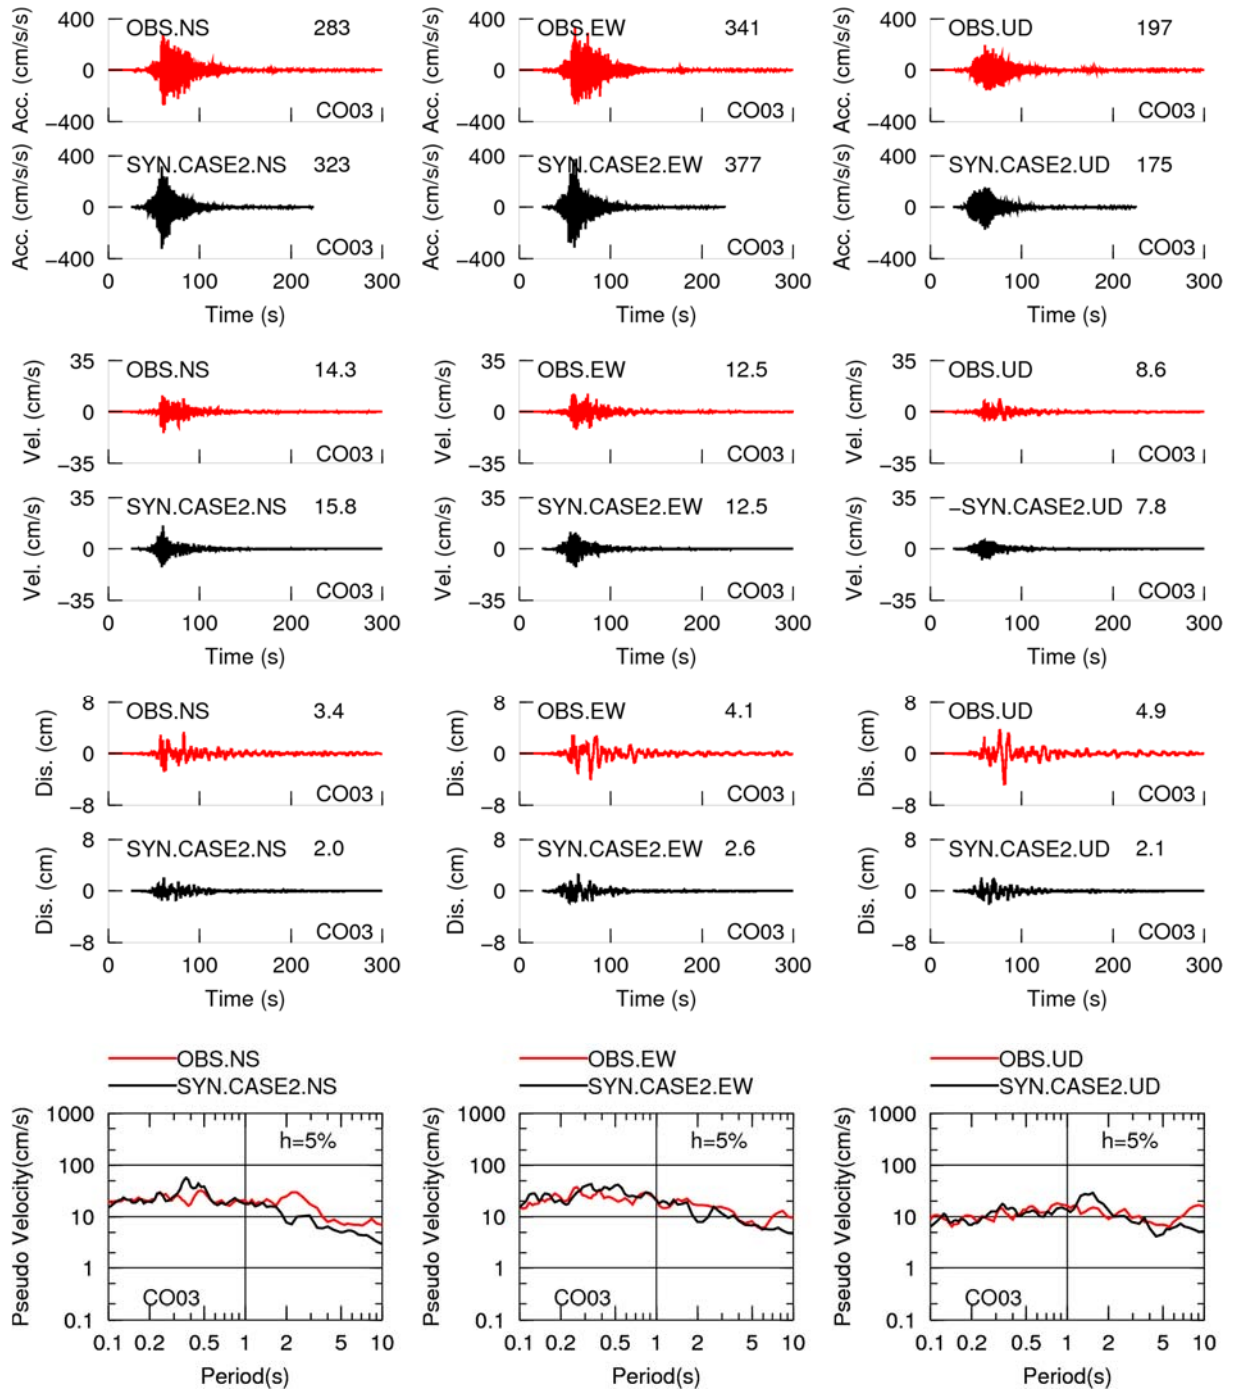 OBS.NS 283
400
0
−400
Acc. (cm/s/s)
CO03
OBS.EW 341
400
0
−400
Acc. (cm/s/s)
CO03
OBS.UD 197
400
0
−400
Acc. (cm/s/s)
CO03
SYN.CASE2.NS 323
400
0
−400
Acc. (cm/s/s)
CO03
0 100 200 300
Time (s)
SYN.CASE2.EW 377
400
0
−400
Acc. (cm/s/s)
CO03
0 100 200 300
Time (s)
SYN.CASE2.UD 175
400
0
−400
Acc. (cm/s/s)
CO03
0 100 200 300
Time (s)
OBS.NS 14.3
35
0
−35
Vel. (cm/s)
CO03
OBS.EW 12.5
35
0
−35
Vel. (cm/s)
CO03
OBS.UD 8.6
35
0
−35
Vel. (cm/s)
CO03
SYN.CASE2.NS 15.8
35
0
−35
Vel. (cm/s)
CO03
0 100 200 300
Time (s)
SYN.CASE2.EW 12.5
35
0
−35
Vel. (cm/s)
CO03
0 100 200 300
Time (s)
−SYN.CASE2.UD 7.8
35
0
−35
Vel. (cm/s)
CO03
0 100 200 300
Time (s)
OBS.NS 3.4
8
0
−8
Dis. (cm)
CO03
OBS.EW 4.1
8
0
−8
Dis. (cm)
CO03
OBS.UD 4.9
8
0
−8
Dis. (cm)
CO03
SYN.CASE2.NS 2.0
8
0
−8
Dis. (cm)
CO03
0 100 200 300
Time (s)
SYN.CASE2.EW 2.6
8
0
−8
Dis. (cm)
CO03
0 100 200 300
Time (s)
SYN.CASE2.UD 2.1
8
0
−8
Dis. (cm)
CO03
0 100 200 300
Time (s)
OBS.NS
SYN.CASE2.NS
1000
100
10
1
0.1
Pseudo Velocity(cm/s)
h=5%
CO03
0.1 0.2 0.5 1 2 5 10
Period(s)
OBS.EW
SYN.CASE2.EW
1000
100
10
1
0.1
Pseudo Velocity(cm/s)
h=5%
CO03
0.1 0.2 0.5 1 2 5 10
Period(s)
OBS.UD
SYN.CASE2.UD
1000
100
10
1
0.1
Pseudo Velocity(cm/s)
h=5%
CO03
0.1 0.2 0.5 1 2 5 10
Period(s)